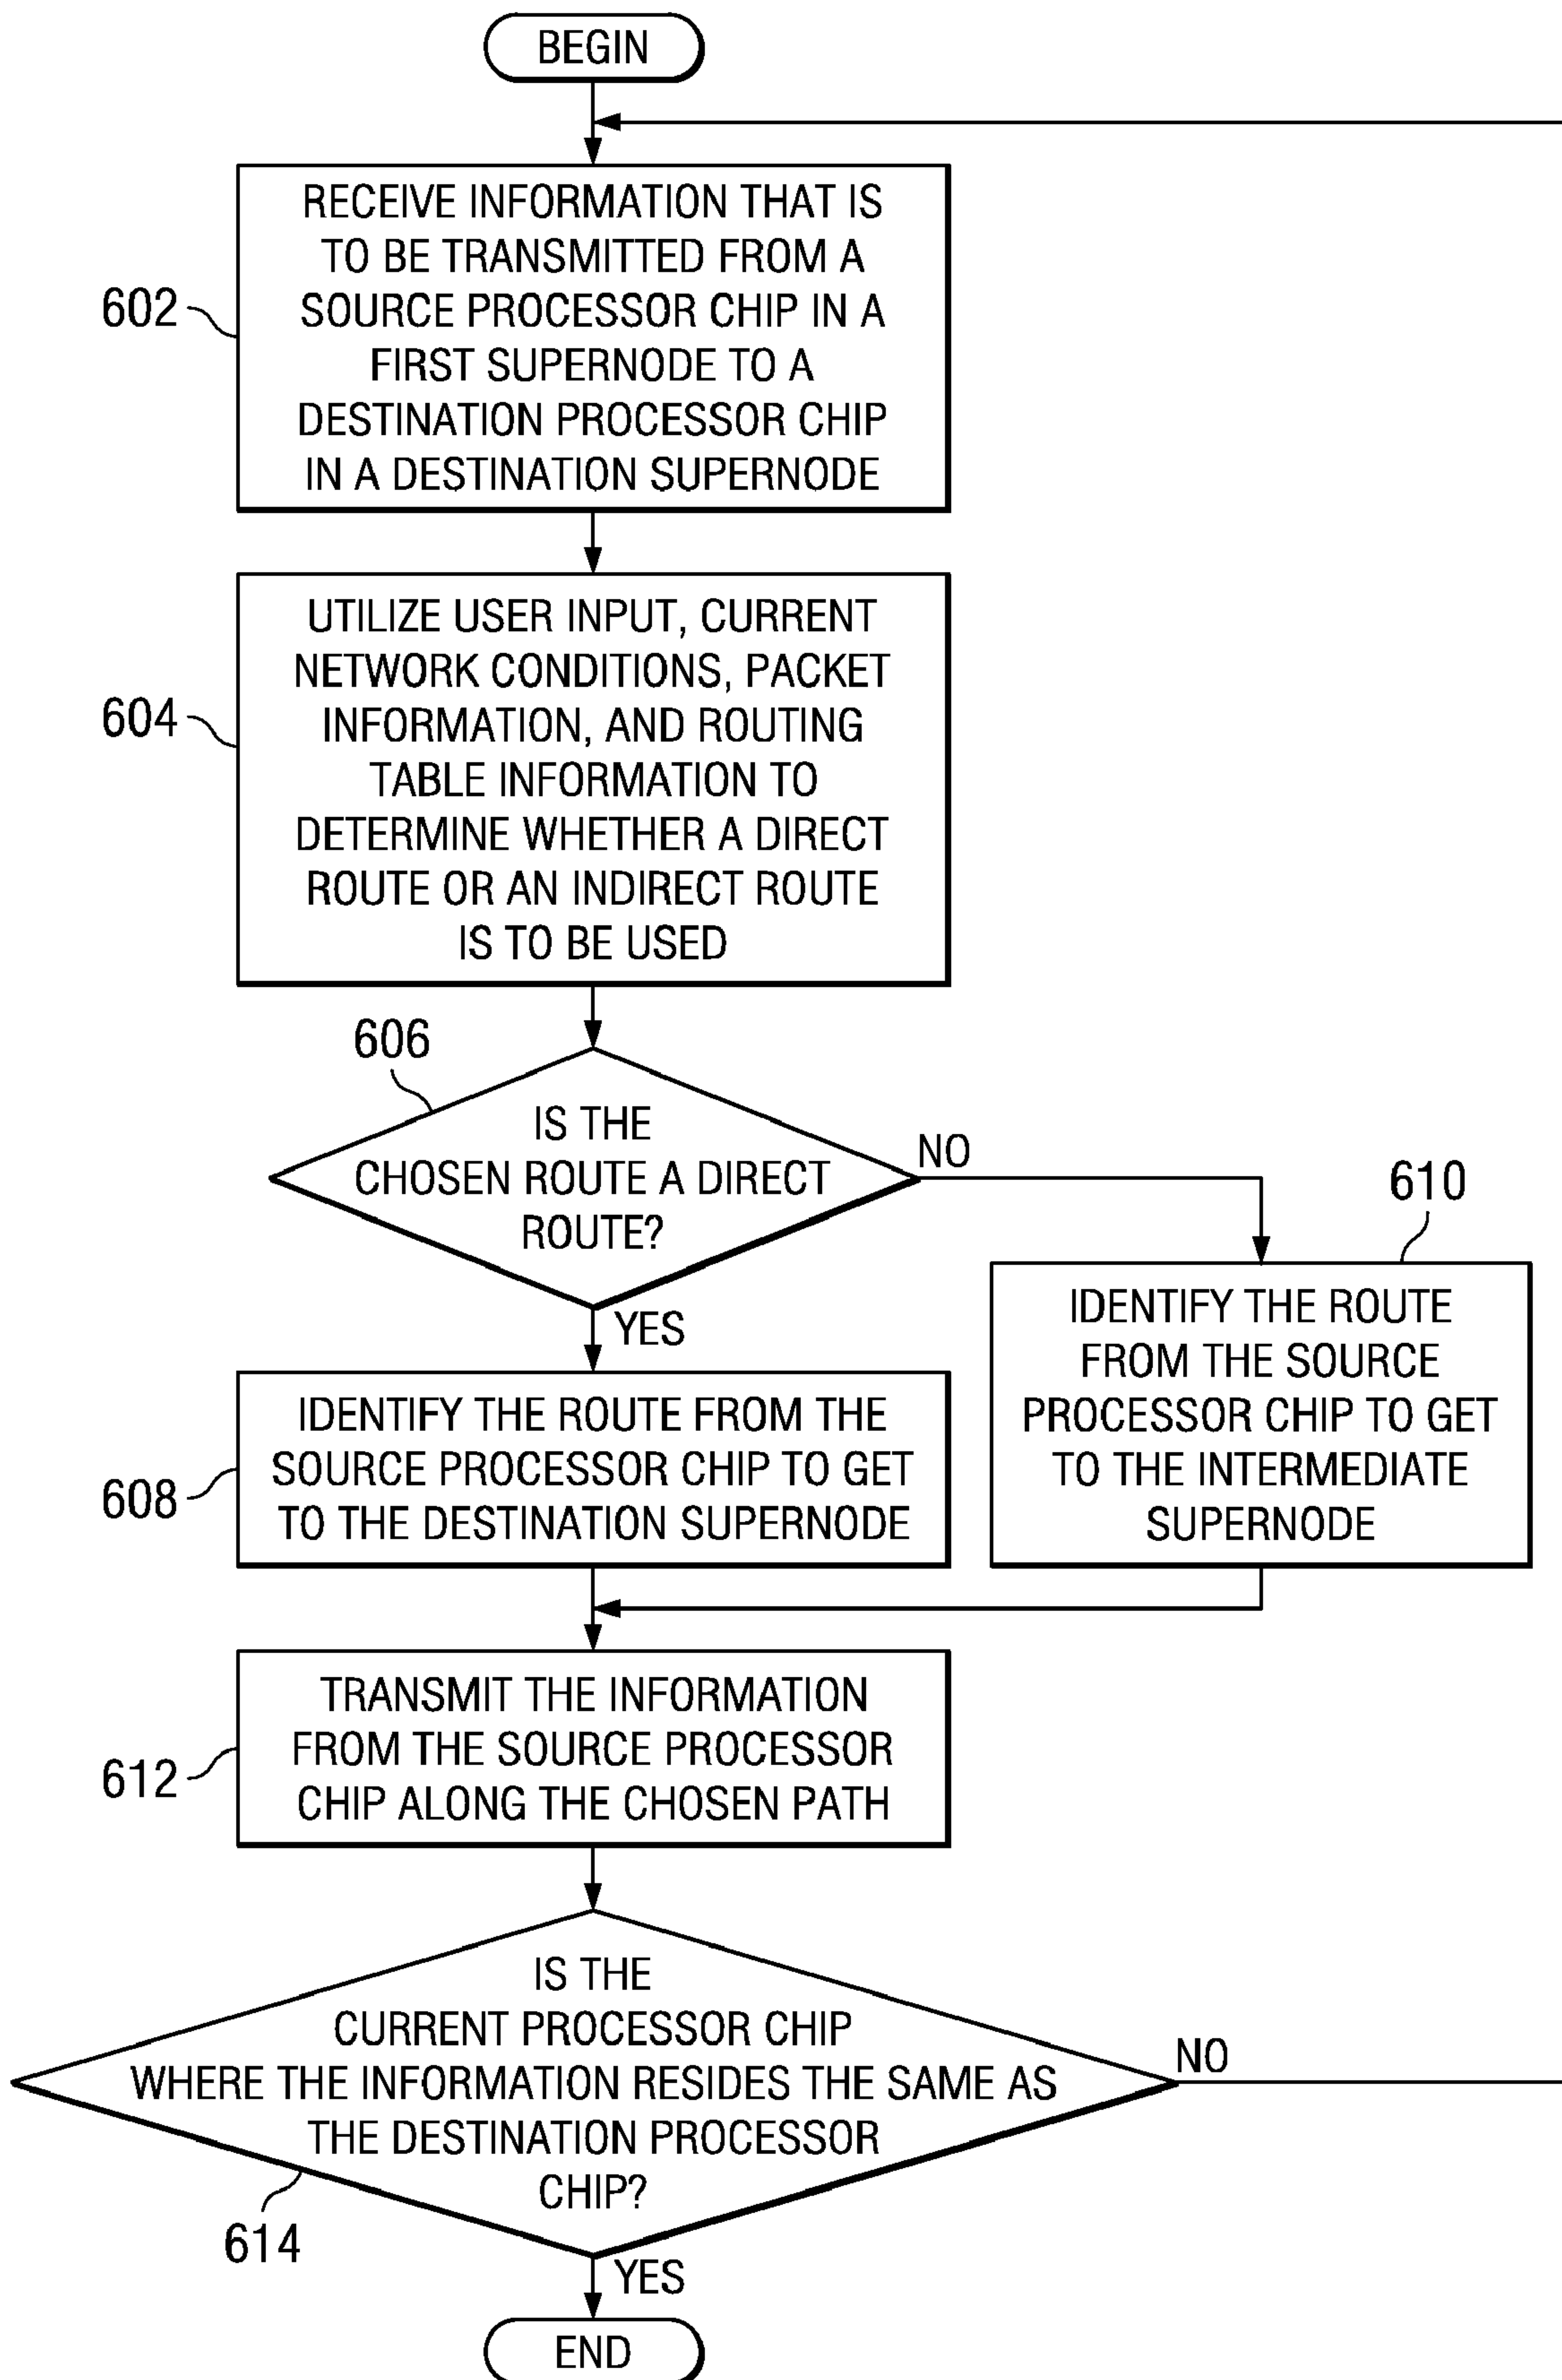 BEGIN
602
RECEIVE INFORMATION THAT IS
TO BE TRANSMITTED FROM A
SOURCE PROCESSOR CHIP IN A
FIRST SUPERNODE TO A
DESTINATION PROCESSOR CHIP
IN A DESTINATION SUPERNODE
604
UTILIZE USER INPUT, CURRENT
NETWORK CONDITIONS, PACKET
INFORMATION, AND ROUTING
TABLE INFORMATION TO
DETERMINE WHETHER A DIRECT
ROUTE OR AN INDIRECT ROUTE
IS TO BE USED
606
IS THE
CHOSEN ROUTE A DIRECT
ROUTE?
NO
YES
610
IDENTIFY THE ROUTE
FROM THE SOURCE
PROCESSOR CHIP TO GET
TO THE INTERMEDIATE
SUPERNODE
608
IDENTIFY THE ROUTE FROM THE
SOURCE PROCESSOR CHIP TO GET
TO THE DESTINATION SUPERNODE
612
TRANSMIT THE INFORMATION
FROM THE SOURCE PROCESSOR
CHIP ALONG THE CHOSEN PATH
IS THE
CURRENT PROCESSOR CHIP
WHERE THE INFORMATION RESIDES THE SAME AS
THE DESTINATION PROCESSOR
CHIP?
NO
614
YES
END